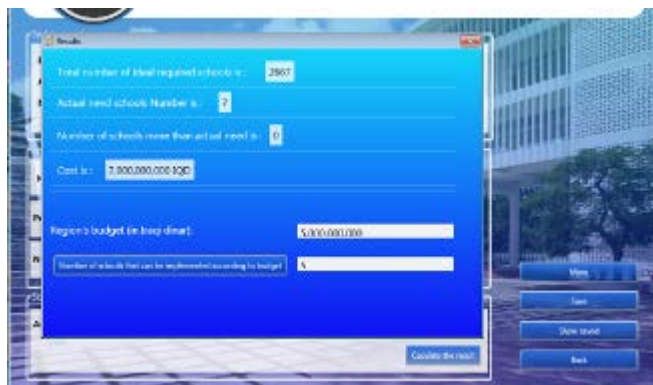 Results
Total number of ideal required schools is : 2667
Actual need schools Number is : 7
Number of schools more than actual need is : 0
Cost is : 7,000,000,000 IQD
Region's budget (in Iraqi dinar): 5,000,000,000
Number of schools that can be implemented according to budget 5
Menu
Save
Show saved
Back
Calculate the result